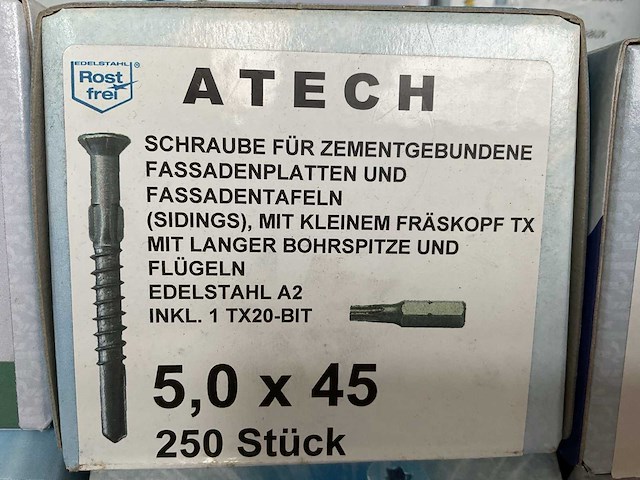 EDELSTAHL
Rost
frei
®
ATECH
SCHRAUBE FÜR ZEMENTGEBUNDENE
FASSADENPLATTEN UND
FASSADENTAFELN
(SIDINGS), MIT KLEINEM FRÄSKOPF TX
MIT LANGER BOHRSPITZE UND
FLÜGELN
EDELSTAHL A2
INKL. 1 TX20-BIT
5,0 x 45
250 Stück